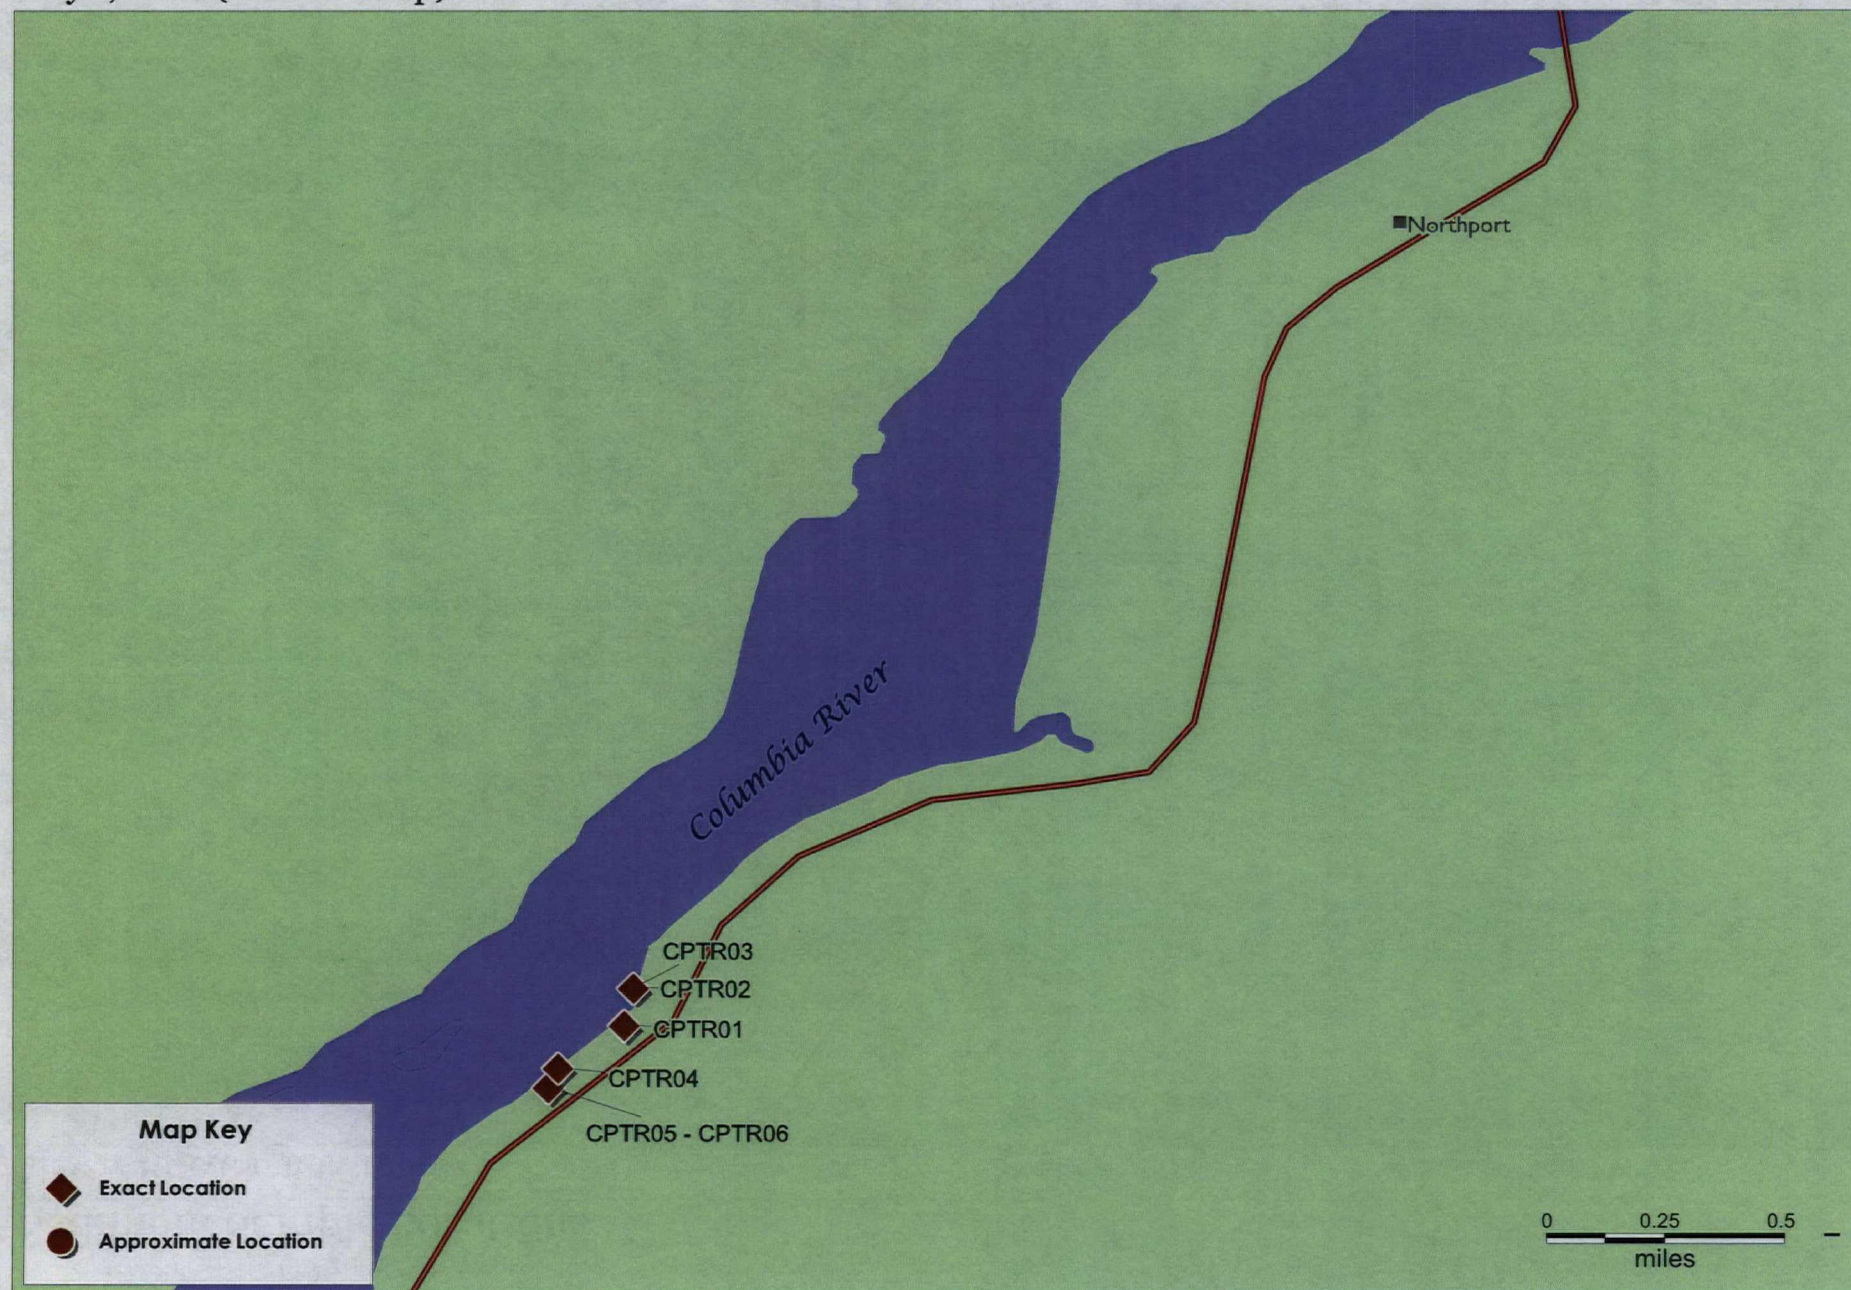 Northport
Columbia River
CPTR03
CPTR02
CPTR01
CPTR04
CPTR05 - CPTR06
Map Key
Exact Location
Approximate Location
0 0.25 0.5
miles